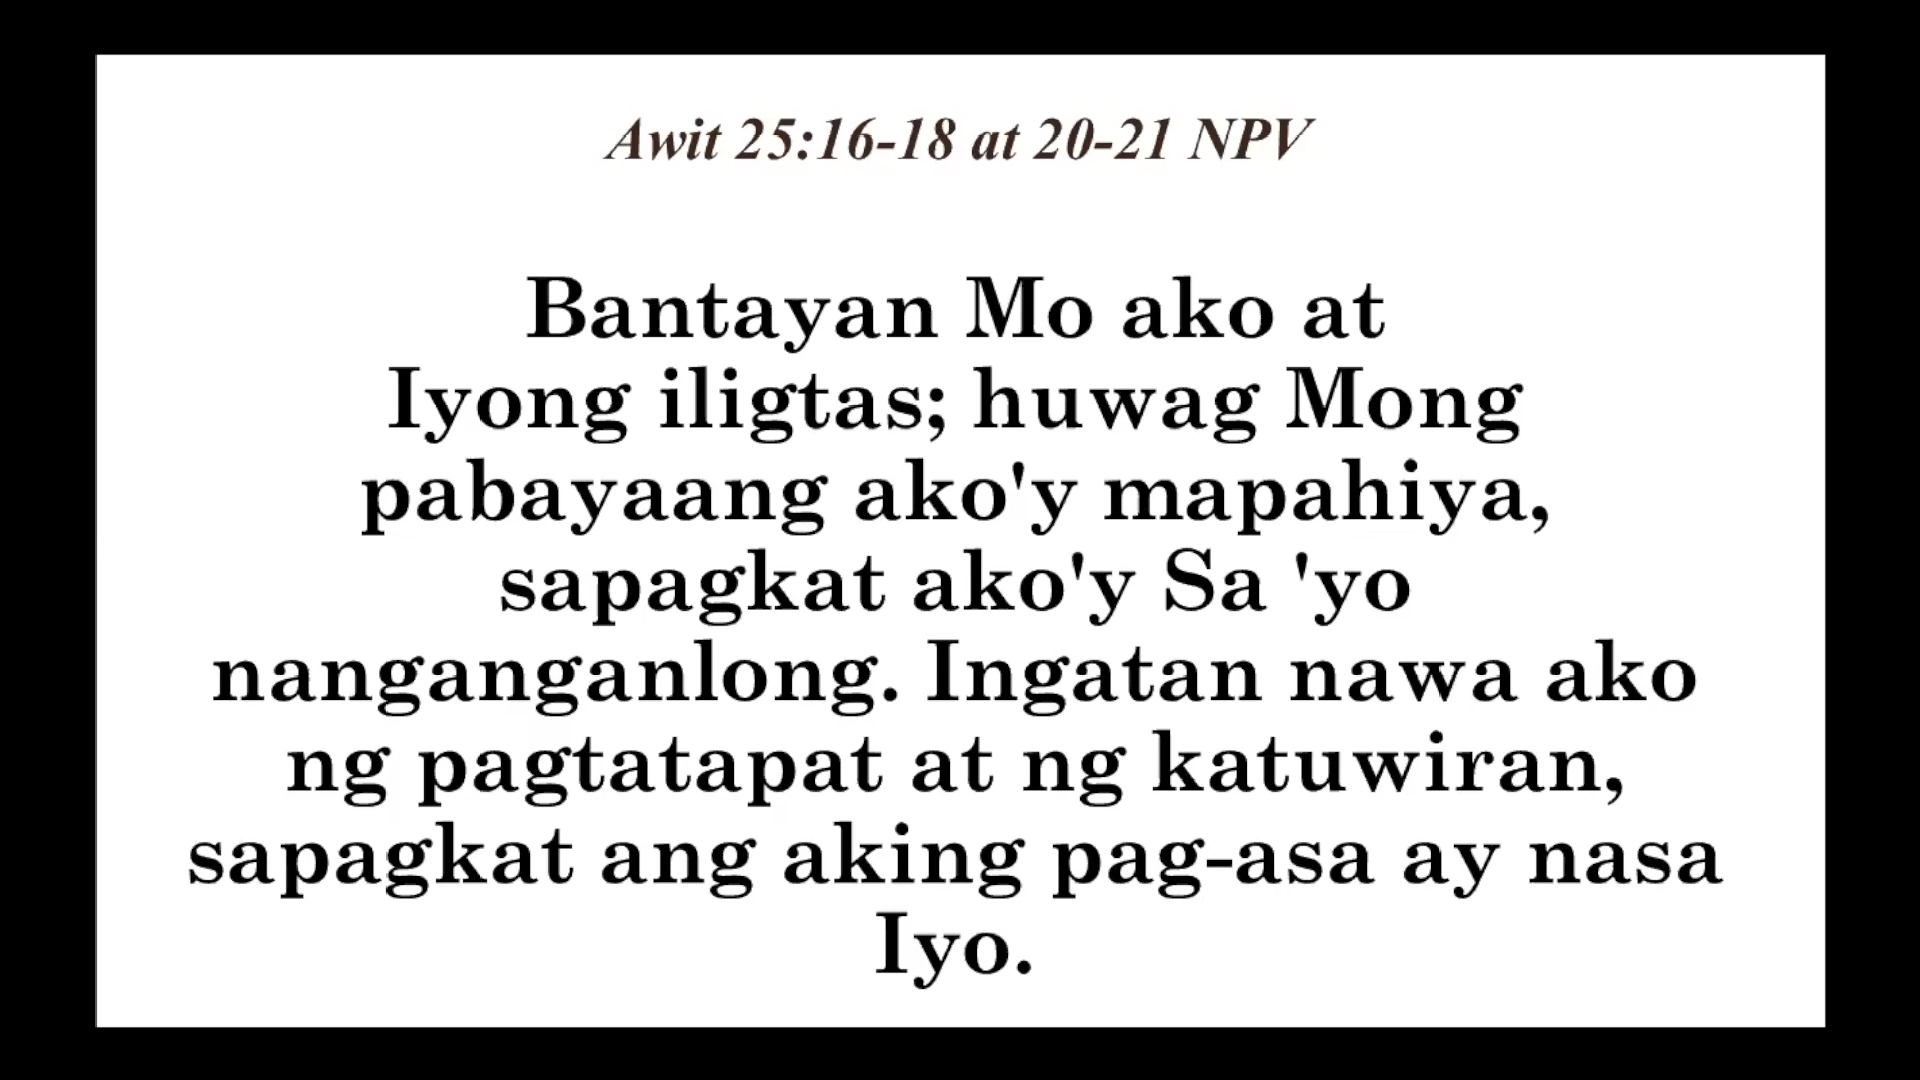 Awit 25:16-18 at 20-21 NPV
Bantayan Mo ako at
Iyong iligtas; huwag Mong
pabayaang ako'y mapahiya,
sapagkat ako'y Sa 'yo
nanganganlong. Ingatan nawa ako
ng pagtatapat at ng katuwiran,
sapagkat ang aking pag-asa ay nasa
Iyo.